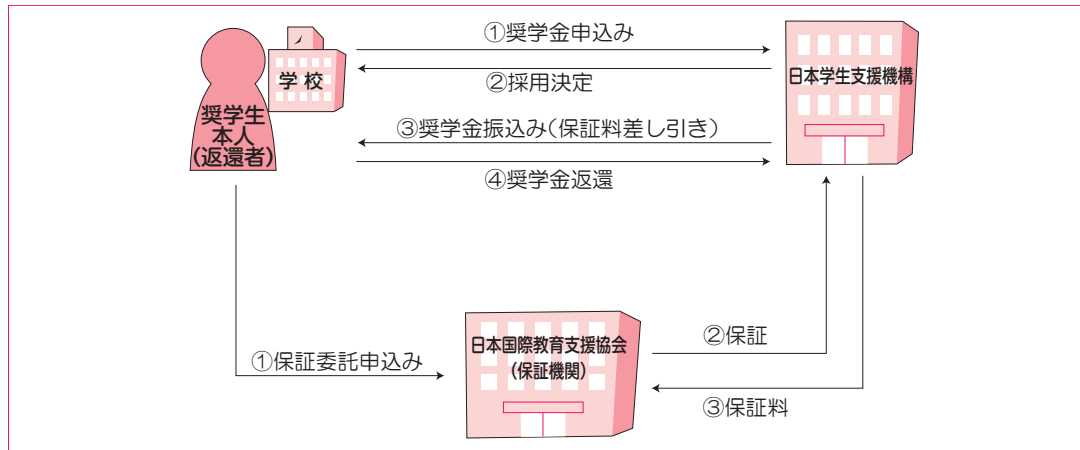 ①奨学金申込み
学校
②採用決定
日本学生支援機構
奨学生
本人
(返還者)
③奨学金振込み(保証料差し引き)
④奨学金返還
日本国際教育支援協会
(保証機関)
①保証委託申込み
②保証
③保証料